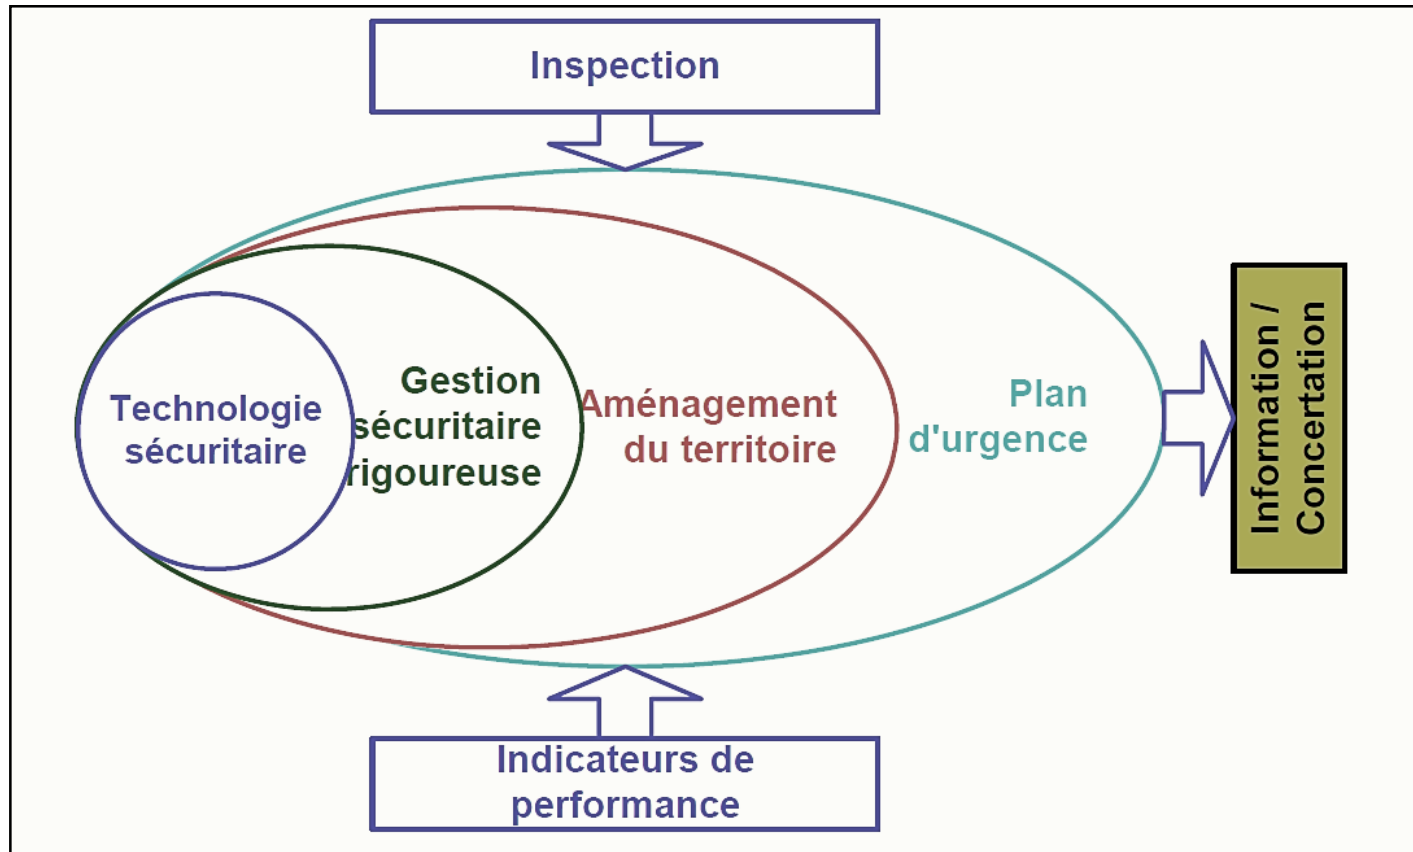 Inspection
Technologie
sécuritaire
Gestion
sécuritaire
rigoureuse
Aménagement
du territoire
Plan
d'urgence
Information /
Concertation
Indicateurs de
performance